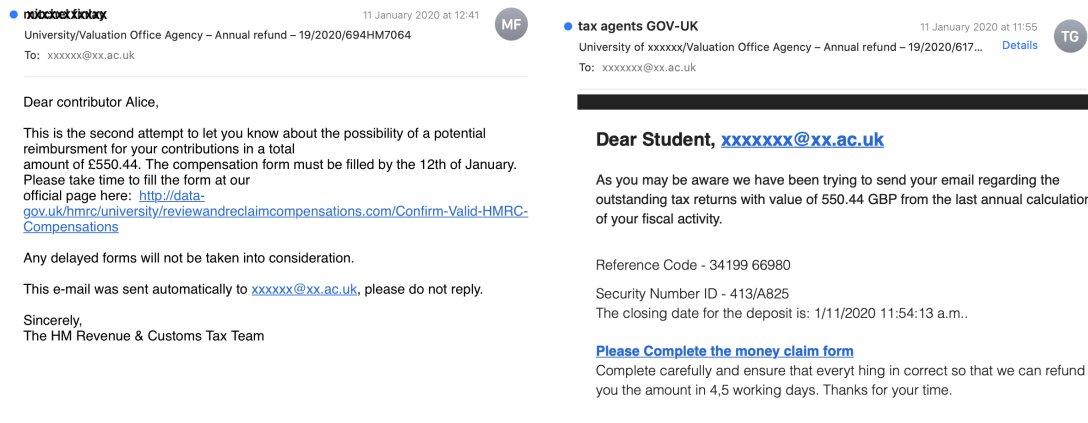 11 January 2020 at 12:41
MF
University/Valuation Office Agency – Annual refund – 19/2020/694HM7064
To: xxxxxx@xx.ac.uk
Dear contributor Alice,
This is the second attempt to let you know about the possibility of a potential
reimbursment for your contributions in a total
amount of £550.44. The compensation form must be filled by the 12th of January.
Please take time to fill the form at our
official page here: http://data-
gov.uk/hmrc/university/reviewandreclaimcompensations.com/Confirm-Valid-HMRC-
Compensations
Any delayed forms will not be taken into consideration.
This e-mail was sent automatically to xxxxxx@xx.ac.uk, please do not reply.
Sincerely,
The HM Revenue & Customs Tax Team
tax agents GOV-UK
11 January 2020 at 11:55
TG
University of xxxxxx/Valuation Office Agency – Annual refund – 19/2020/617... Details
To: xxxxxxx@xx.ac.uk
Dear Student, xxxxxxx@xx.ac.uk
As you may be aware we have been trying to send your email regarding the
outstanding tax returns with value of 550.44 GBP from the last annual calculation
of your fiscal activity.
Reference Code - 34199 66980
Security Number ID - 413/A825
The closing date for the deposit is: 1/11/2020 11:54:13 a.m..
Please Complete the money claim form
Complete carefully and ensure that everyt hing in correct so that we can refund
you the amount in 4,5 working days. Thanks for your time.